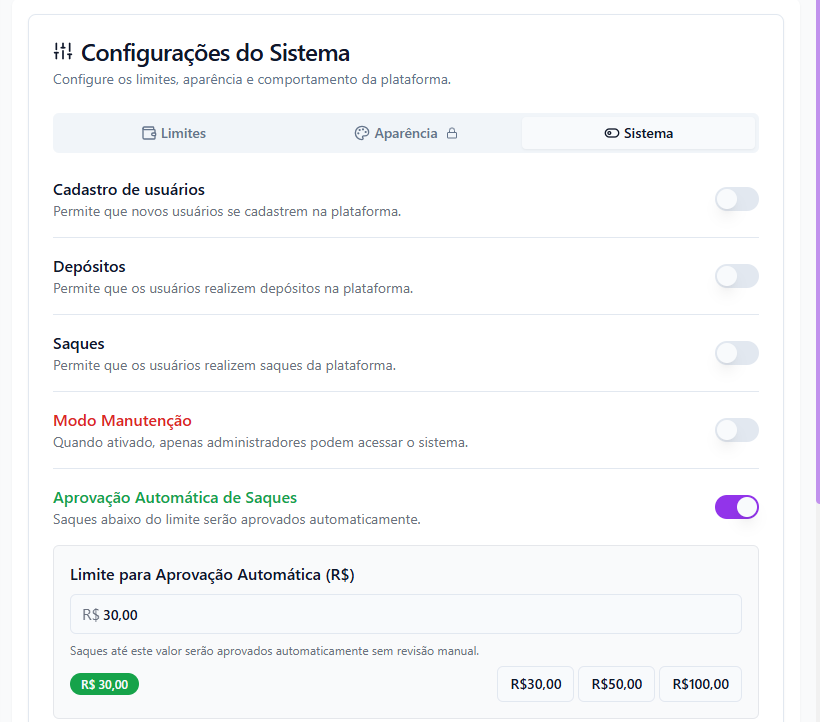 Configurações do Sistema
Configure os limites, aparência e comportamento da plataforma.
Limites
Aparência
Sistema
Cadastro de usuários
Permite que novos usuários se cadastrem na plataforma.
Depósitos
Permite que os usuários realizem depósitos na plataforma.
Saques
Permite que os usuários realizem saques da plataforma.
Modo Manutenção
Quando ativado, apenas administradores podem acessar o sistema.
Aprovação Automática de Saques
Saques abaixo do limite serão aprovados automaticamente.
Limite para Aprovação Automática (R$)
R$ 30,00
Saques até este valor serão aprovados automaticamente sem revisão manual.
R$ 30,00
R$30,00
R$50,00
R$100,00